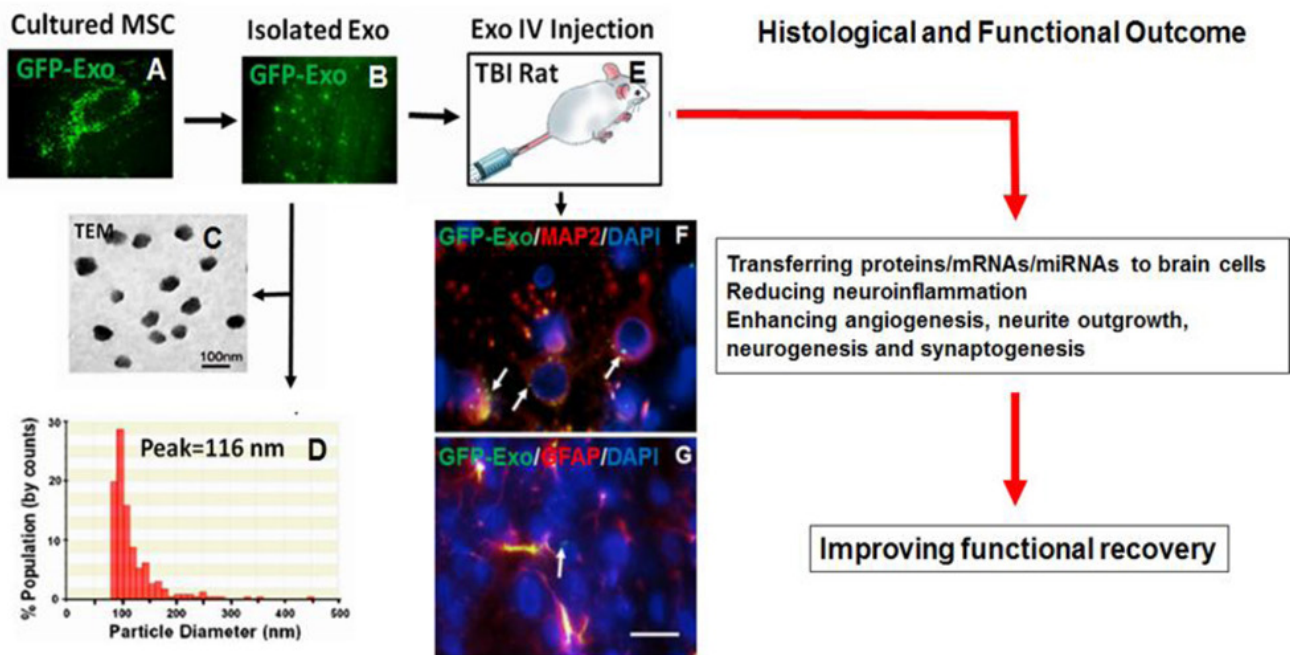 Cultured MSC
Isolated Exo
Exo IV Injection
Histological and Functional Outcome
GFP-Exo A
GFP-Exo B
TBI Rat E
TEM C
100nm
GFP-Exo/MAP2/DAPI F
Transferring proteins/mRNAs/miRNAs to brain cells
Reducing neuroinflammation
Enhancing angiogenesis, neurite outgrowth,
neurogenesis and synaptogenesis
% Population (by counts)
30
20
10
0
Peak=116 nm D
0 100 200 300 400 500
Particle Diameter (nm)
GFP-Exo/GFAP/DAPI G
Improving functional recovery